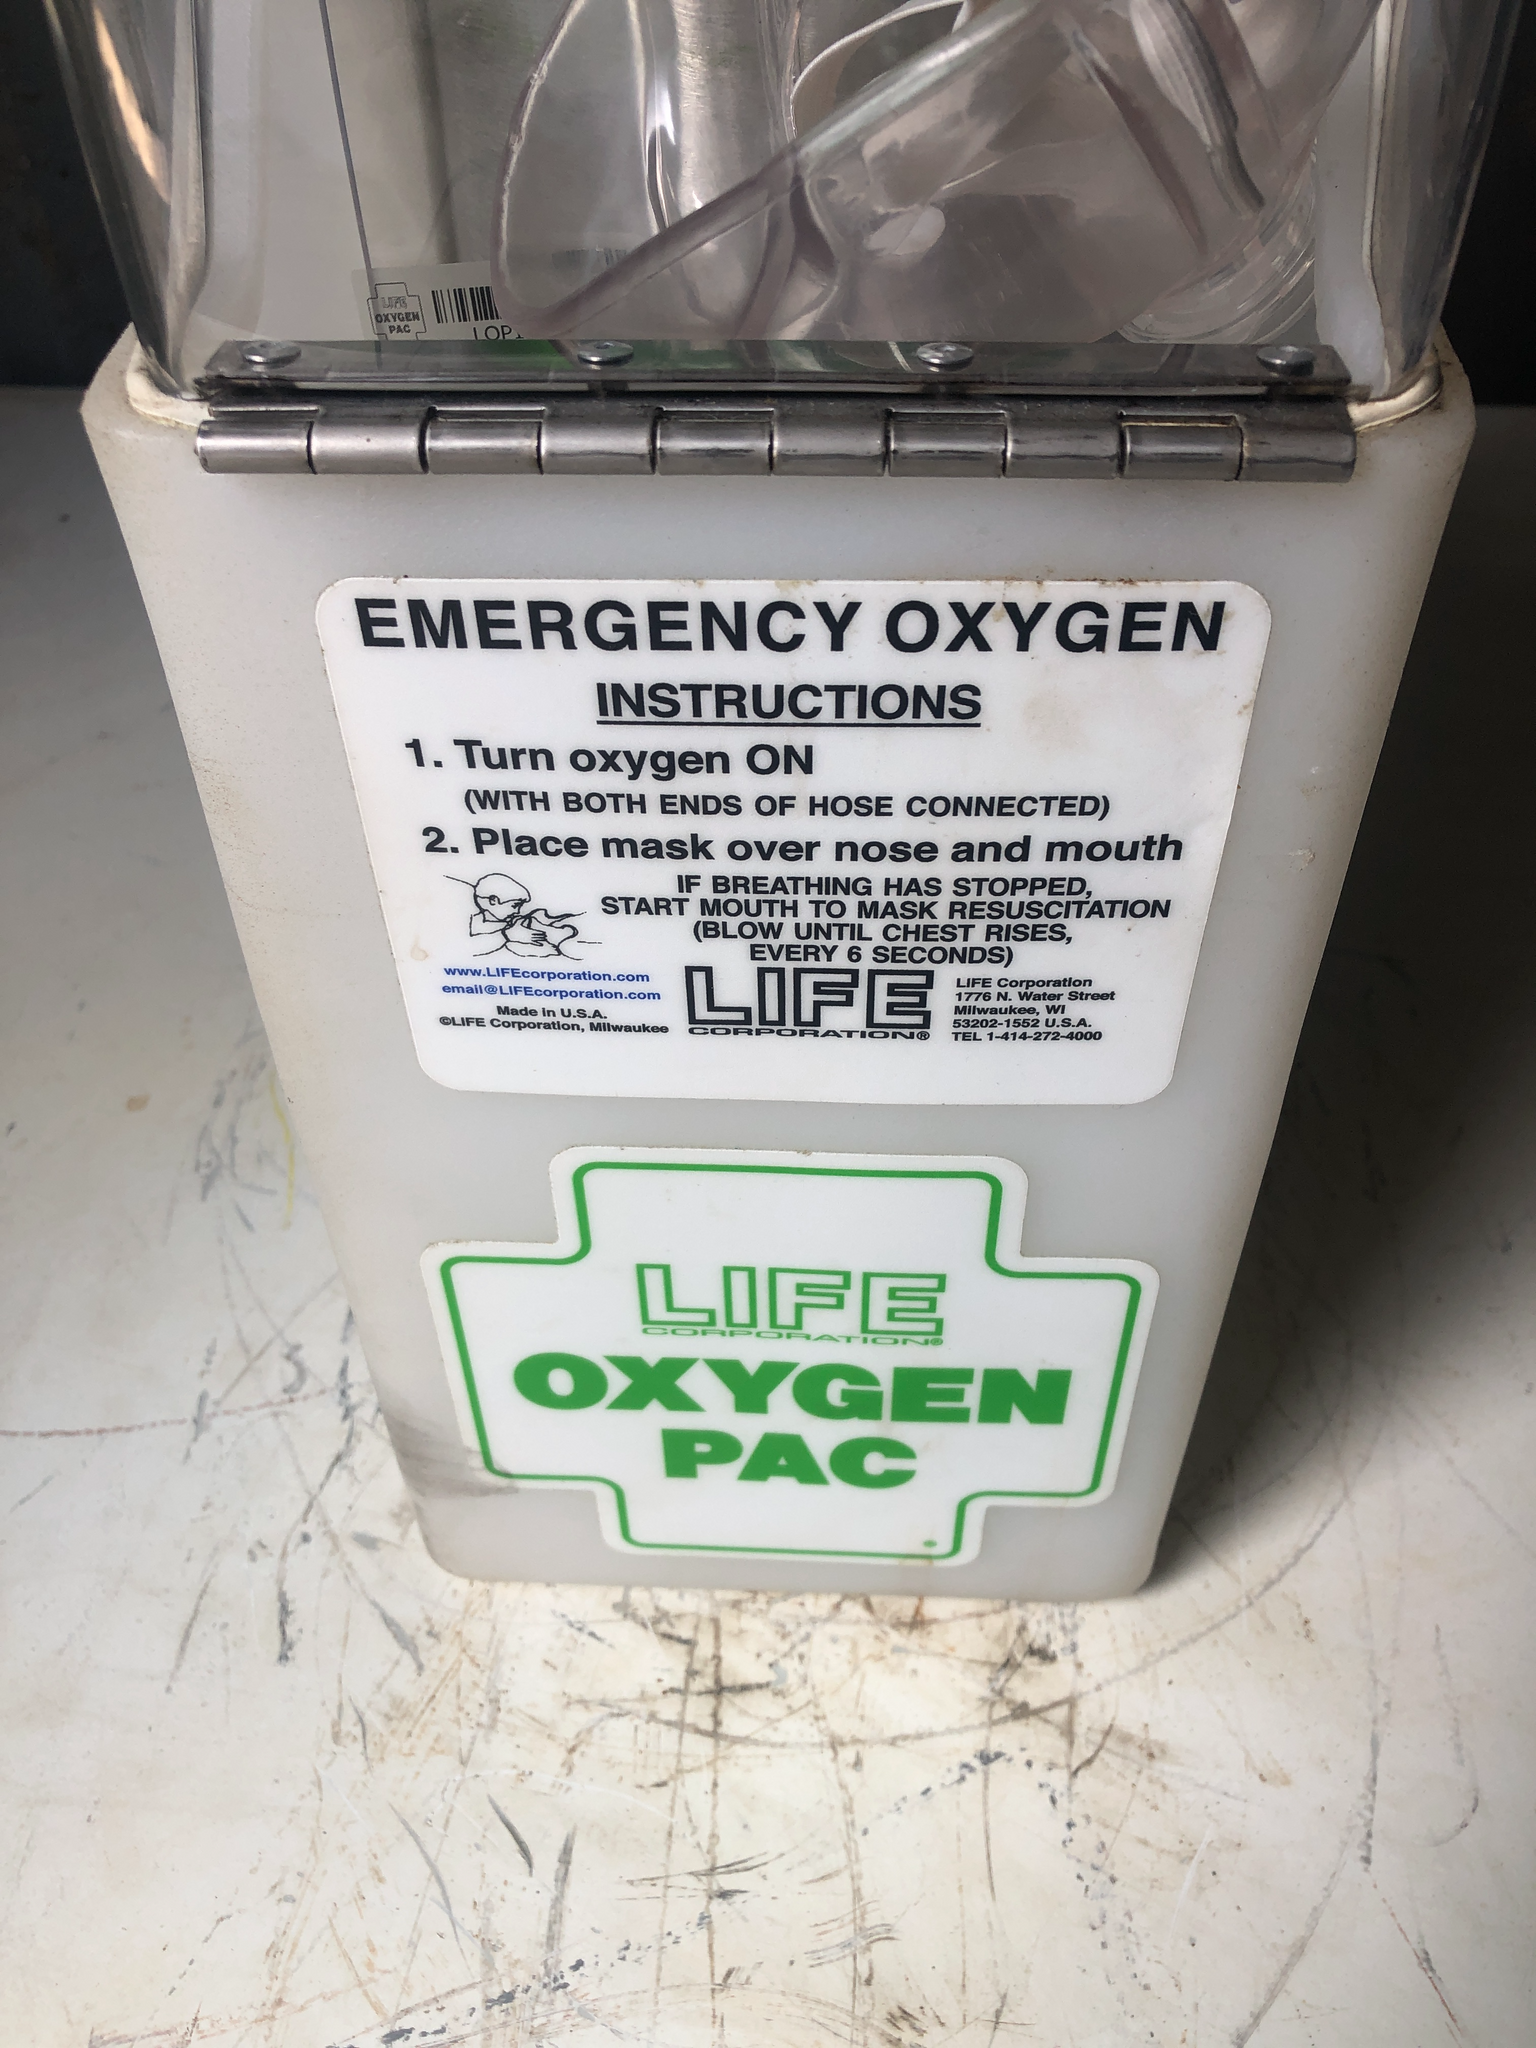 LIFE
OXYGEN
PAC
EMERGENCY OXYGEN
INSTRUCTIONS
1. Turn oxygen ON
(WITH BOTH ENDS OF HOSE CONNECTED)
2. Place mask over nose and mouth
IF BREATHING HAS STOPPED,
START MOUTH TO MASK RESUSCITATION
(BLOW UNTIL CHEST RISES,
EVERY 6 SECONDS)
www.LIFEcorporation.com
email@LIFEcorporation.com
Made in U.S.A.
©LIFE Corporation, Milwaukee
LIFE
CORPORATION®
LIFE Corporation
1776 N. Water Street
Milwaukee, WI
53202-1552 U.S.A.
TEL 1-414-272-4000
LIFE
CORPORATION®
OXYGEN
PAC